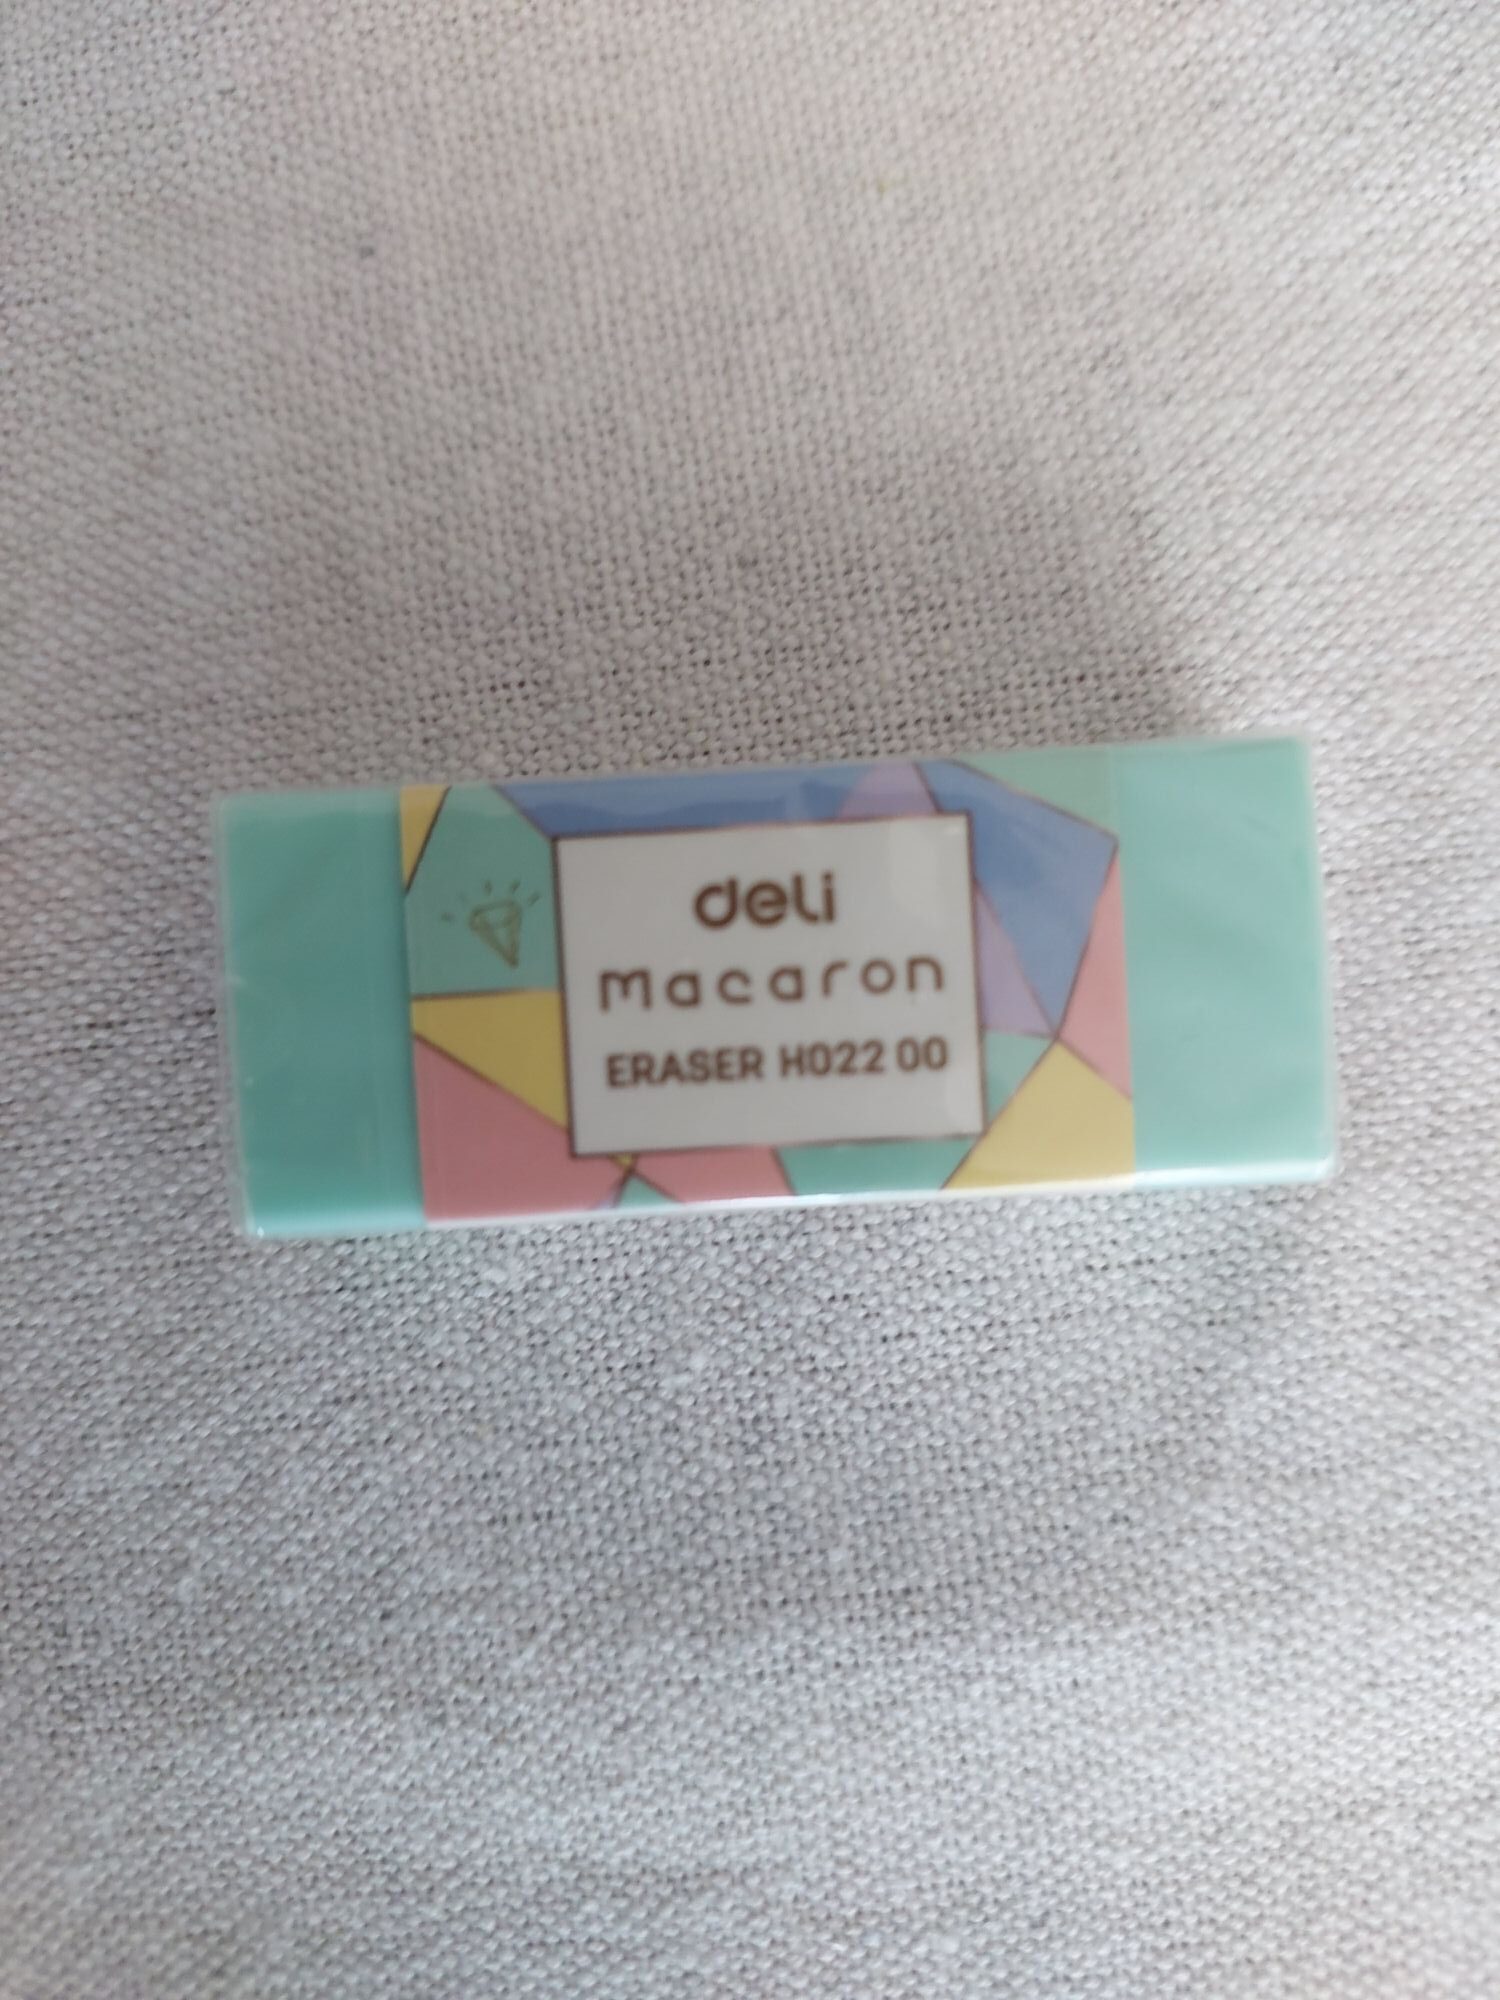 deli
macaron
ERASER H022 00